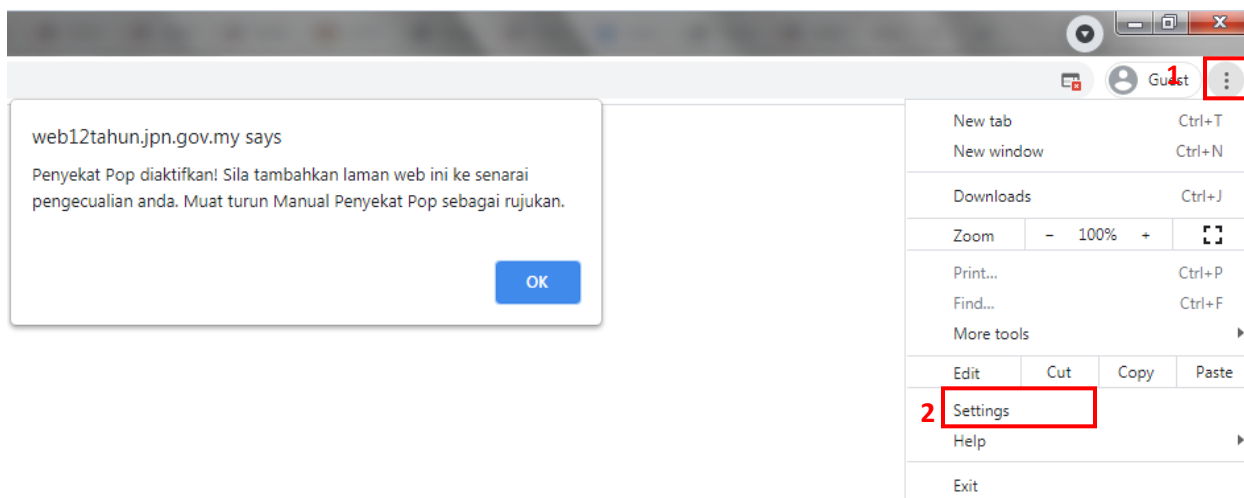 Guest
1
web12tahun.jpn.gov.my says
Penyekat Pop diaktifkan! Sila tambahkan laman web ini ke senarai
pengecualian anda. Muat turun Manual Penyekat Pop sebagai rujukan.
OK
New tab Ctrl+T
New window Ctrl+N
Downloads Ctrl+J
Zoom - 100% +
Print... Ctrl+P
Find... Ctrl+F
More tools
Edit Cut Copy Paste
2 Settings
Help
Exit